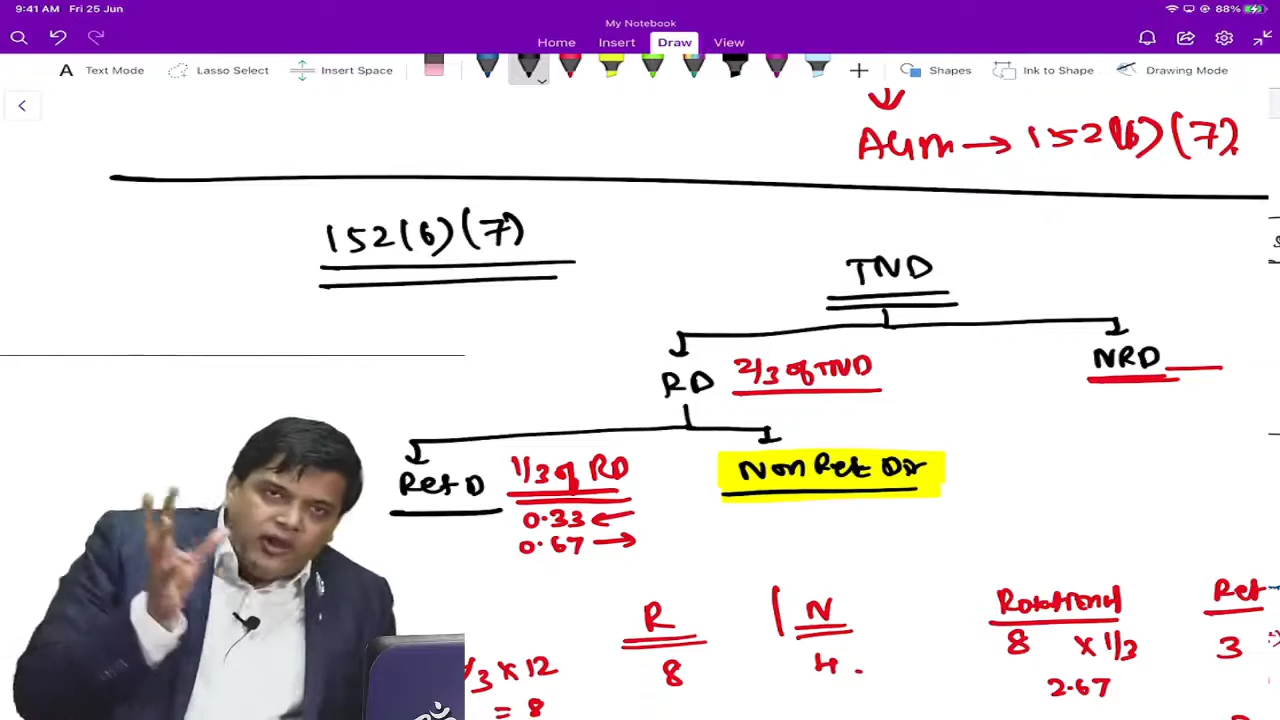 9:41 AM Fri 25 Jun
88%
My Notebook
Home Insert Draw View
Text Mode Lasso Select Insert Space Shapes Ink to Shape Drawing Mode
AGM → 152(6)(7)
152(6)(7)
TND
RD 2/3 of TND
NRD
Ret D 1/3 of RD
Non Ret Dir
0.33 ←
0.67 →
R
N
Rotational
Ret
/3 x 12
= 8
8
4.
8 x 1/3
3
2.67